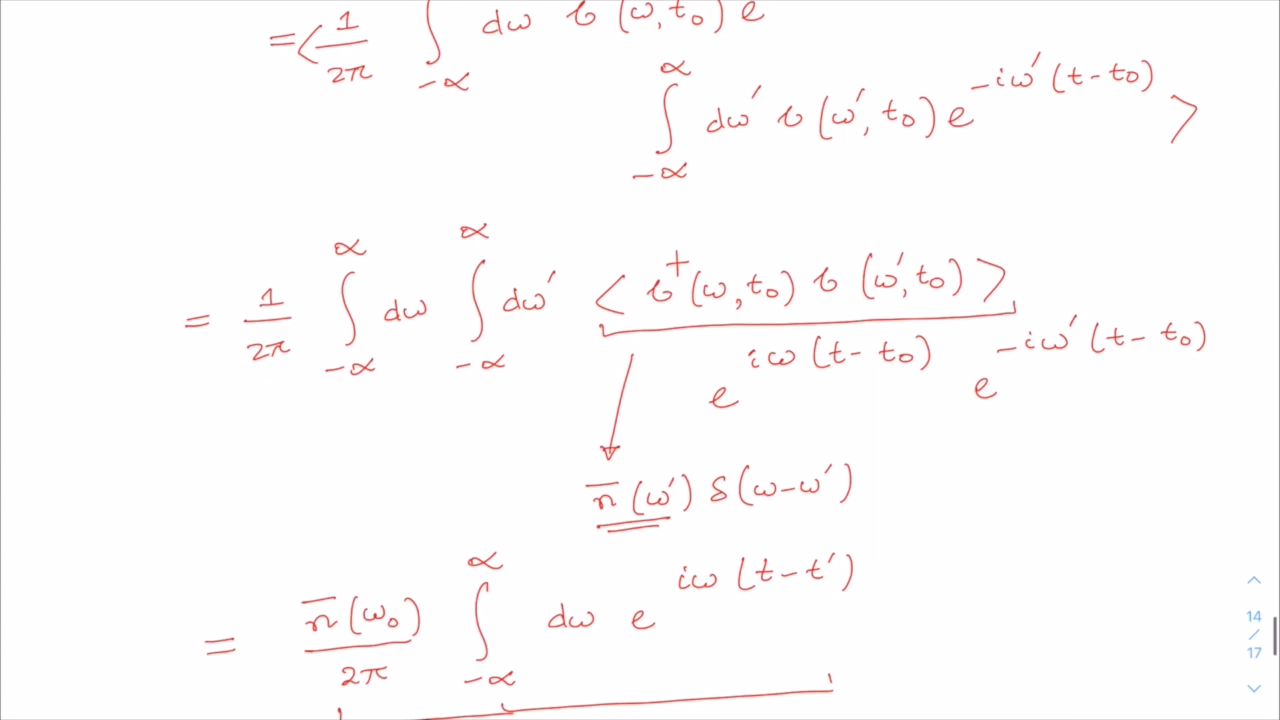 = < 1/2π ∫_{-∝} dω b (ω, t₀) e
∫_{-∝}^{∝} dω′ b (ω′, t₀) e^{-iω′(t-t₀)} >
= 1/2π ∫_{-∝}^{∝} dω ∫_{-∝}^{∝} dω′ < b⁺(ω, t₀) b (ω′, t₀) >
e^{iω(t-t₀)} e^{-iω′(t-t₀)}
n̅(ω′) δ(ω-ω′)
= n̅(ω₀)/2π ∫_{-∝}^{∝} dω e^{iω(t-t′)}
14
/
17